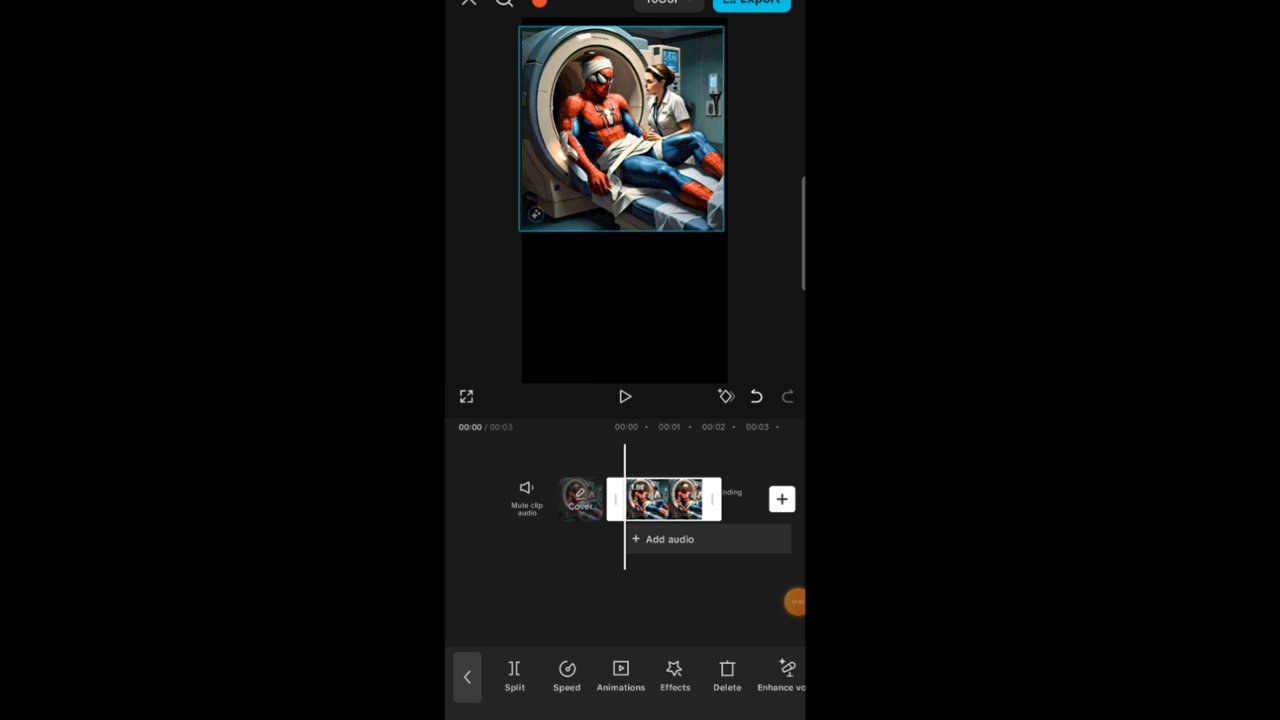 Export
00:00 / 00:03
00:00
00:01
00:02
00:03
Mute clip
audio
Cover
nding
+ Add audio
Split
Speed
Animations
Effects
Delete
Enhance vo